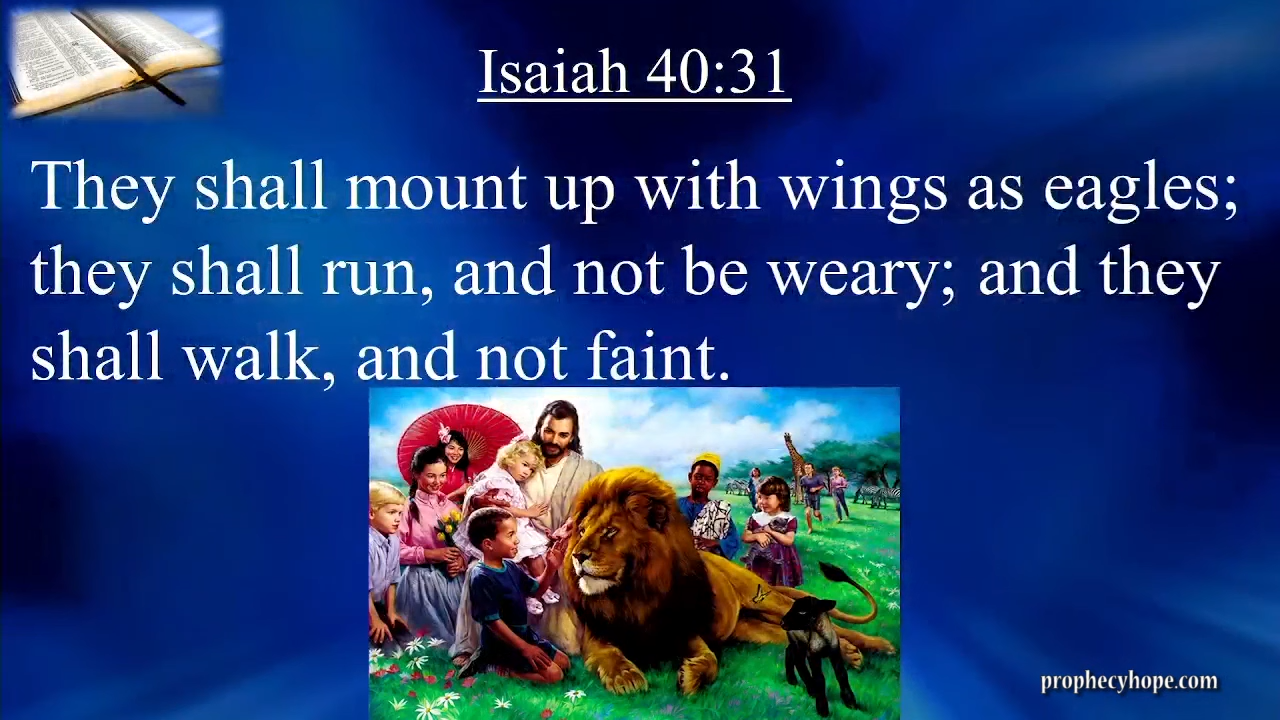 Isaiah 40:31
They shall mount up with wings as eagles;
they shall run, and not be weary; and they
shall walk, and not faint.
prophecyhope.com